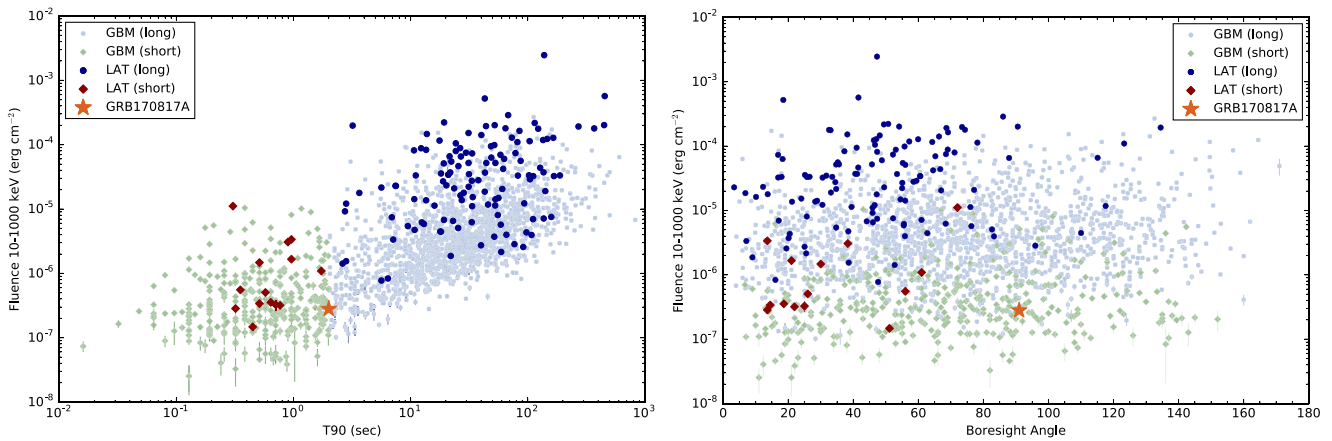 10⁻²
10⁻³
10⁻⁴
10⁻⁵
10⁻⁶
10⁻⁷
10⁻⁸
Fluence 10-1000 keV (erg cm⁻²)
GBM (long)
GBM (short)
LAT (long)
LAT (short)
GRB170817A
10⁻² 10⁻¹ 10⁰ 10¹ 10² 10³
T90 (sec)
10⁻²
10⁻³
10⁻⁴
10⁻⁵
10⁻⁶
10⁻⁷
10⁻⁸
Fluence 10-1000 keV (erg cm⁻²)
GBM (long)
GBM (short)
LAT (long)
LAT (short)
GRB170817A
0 20 40 60 80 100 120 140 160 180
Boresight Angle